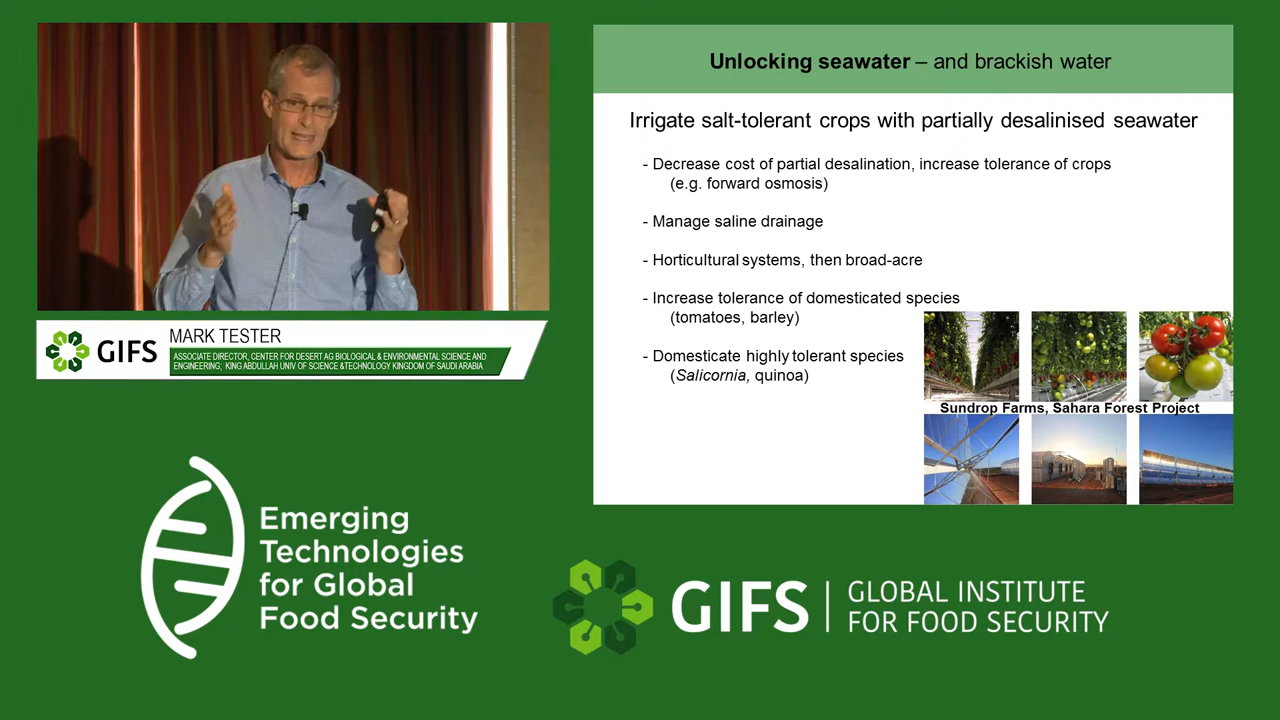 Unlocking seawater – and brackish water
Irrigate salt-tolerant crops with partially desalinised seawater
- Decrease cost of partial desalination, increase tolerance of crops
(e.g. forward osmosis)
- Manage saline drainage
- Horticultural systems, then broad-acre
- Increase tolerance of domesticated species
(tomatoes, barley)
- Domesticate highly tolerant species
(Salicornia, quinoa)
Sundrop Farms, Sahara Forest Project
GIFS
MARK TESTER
ASSOCIATE DIRECTOR, CENTER FOR DESERT AG BIOLOGICAL & ENVIRONMENTAL SCIENCE AND
ENGINEERING; KING ABDULLAH UNIV OF SCIENCE &TECHNOLOGY KINGDOM OF SAUDI ARABIA
Emerging
Technologies
for Global
Food Security
GIFS
GLOBAL INSTITUTE
FOR FOOD SECURITY